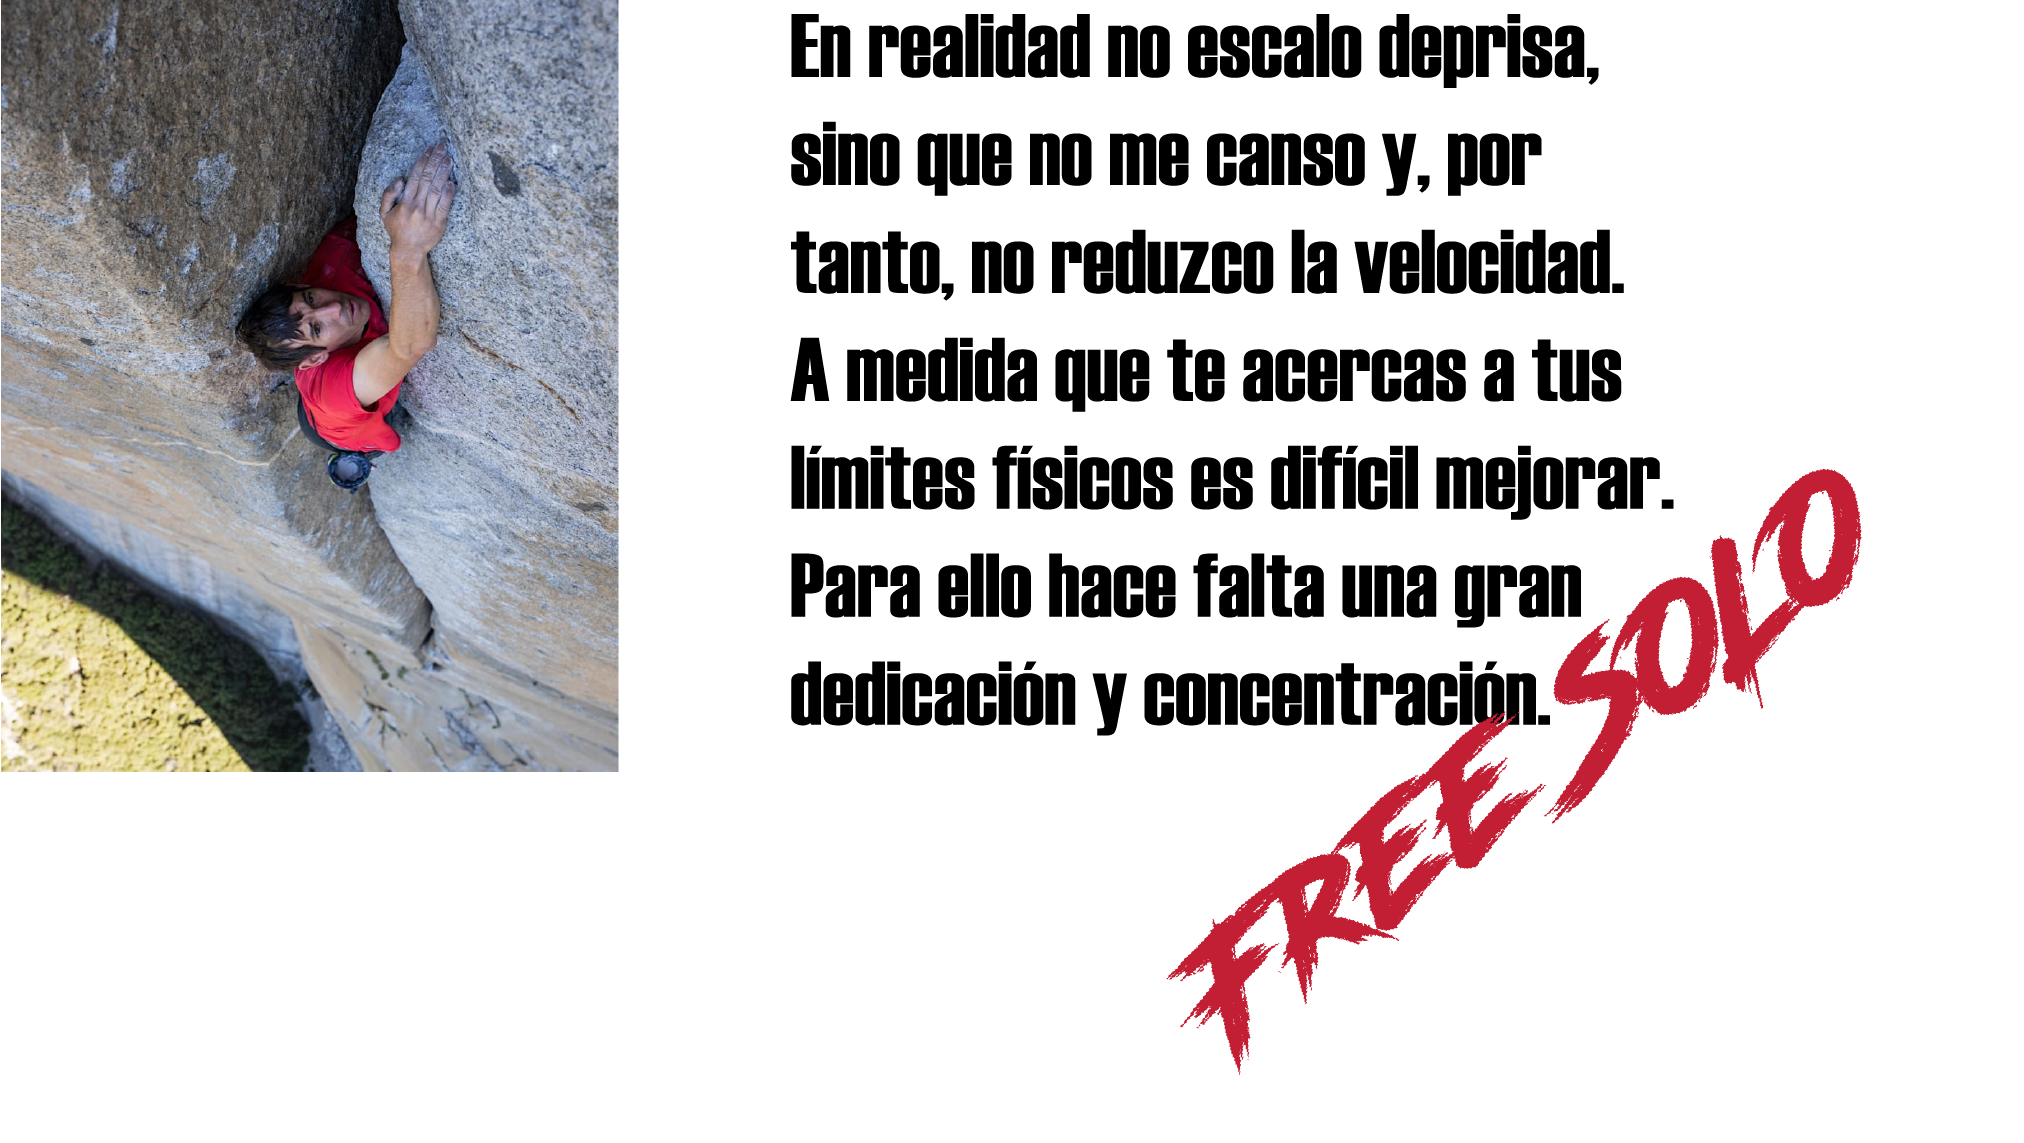 En realidad no escalo deprisa,
sino que no me canso y, por
tanto, no reduzco la velocidad.
A medida que te acercas a tus
límites físicos es difícil mejorar.
Para ello hace falta una gran
dedicación y concentración.
FREE SOLO